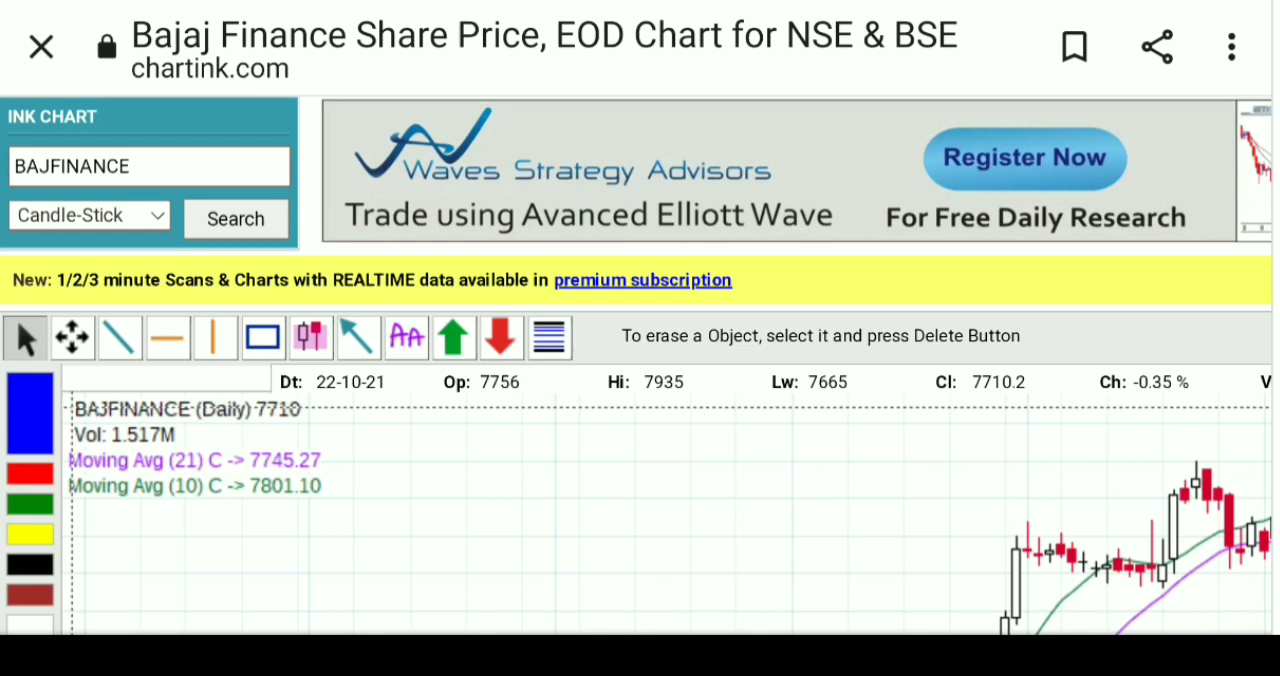 Bajaj Finance Share Price, EOD Chart for NSE & BSE
chartink.com
INK CHART
BAJFINANCE
Candle-Stick Search
Waves Strategy Advisors
Trade using Avanced Elliott Wave
Register Now
For Free Daily Research
New: 1/2/3 minute Scans & Charts with REALTIME data available in premium subscription
AA
To erase a Object, select it and press Delete Button
Dt: 22-10-21 Op: 7756 Hi: 7935 Lw: 7665 Cl: 7710.2 Ch: -0.35 % V
BAJFINANCE (Daily) 7710
Vol: 1.517M
Moving Avg (21) C -> 7745.27
Moving Avg (10) C -> 7801.10